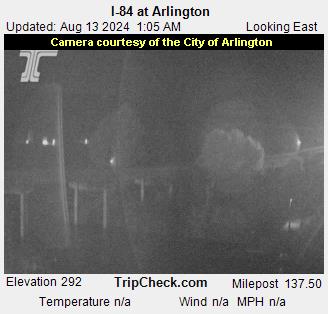 I-84 at Arlington
Updated: Aug 13 2024 1:05 AM Looking East
Camera courtesy of the City of Arlington
Elevation 292 TripCheck.com Milepost 137.50
Temperature n/a Wind n/a MPH n/a